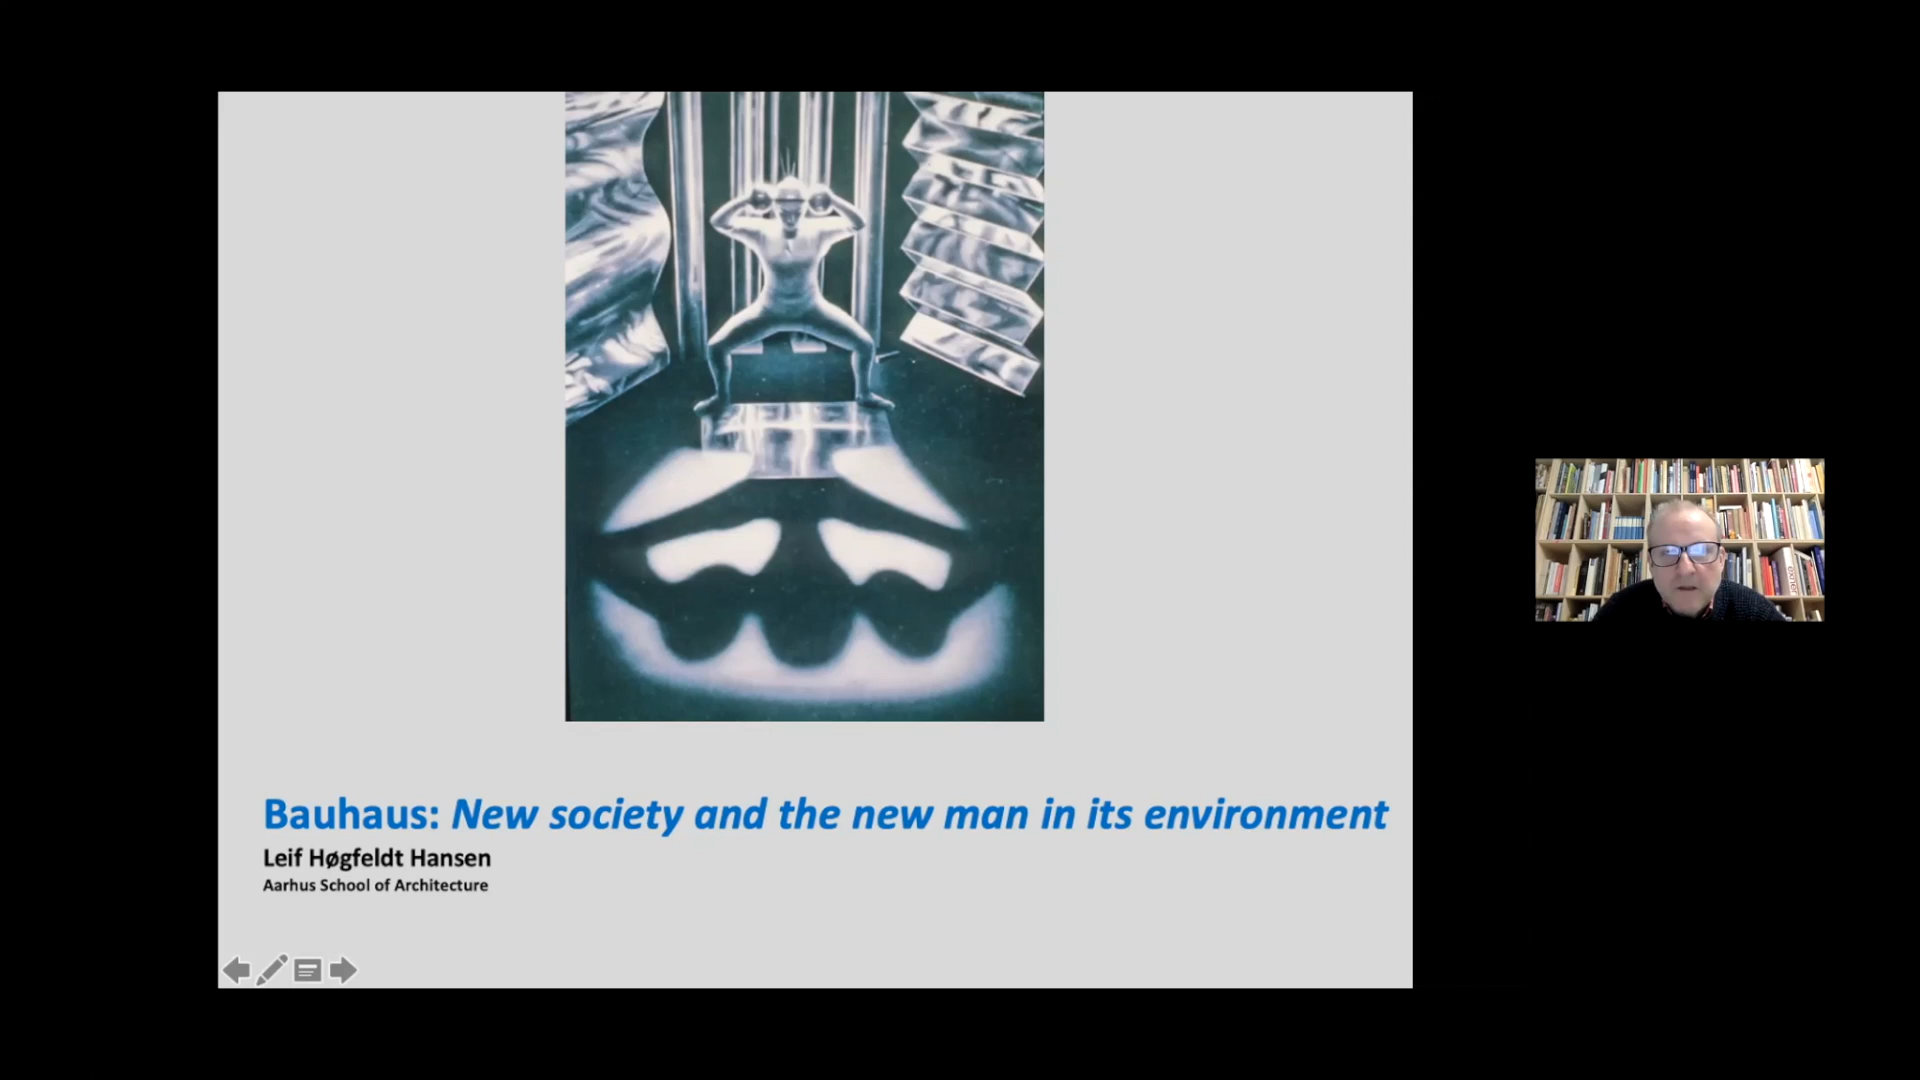 Bauhaus: New society and the new man in its environment
Leif Høgfeldt Hansen
Aarhus School of Architecture